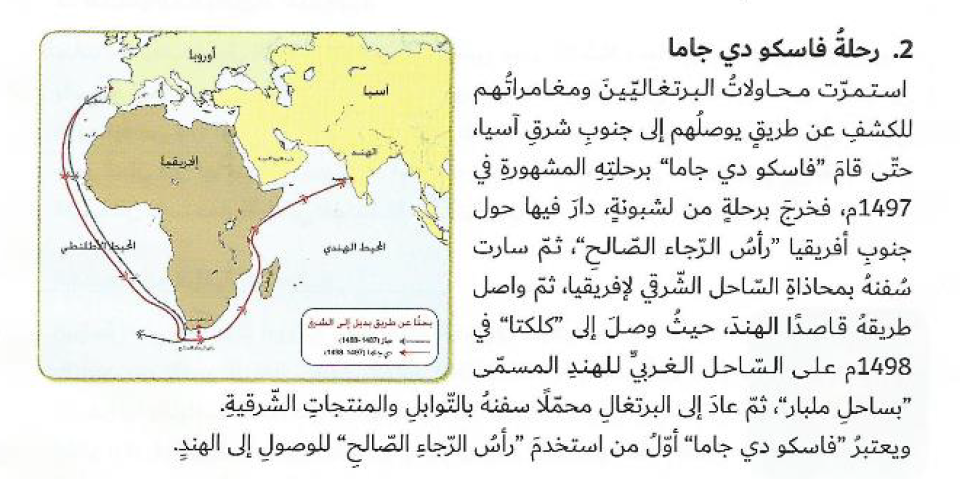 2. رحلةُ فاسكو دي جاما
استمرّت محاولاتُ البرتغاليّينَ ومغامراتُهم
للكشفِ عن طريقٍ يوصلُهم إلى جنوبِ شرقِ آسيا،
حتّى قامَ "فاسكو دي جاما" برحلتِهِ المشهورةِ في
1497م، فخرجَ برحلةٍ من لشبونةٍ، دارَ فيها حول
جنوبِ أفريقيا "رأسُ الرّجاء الصّالحِ"، ثمّ سارت
سُفنهُ بمحاذاةِ السّاحل الشّرقي لإفريقيا، ثمّ واصل
طريقهُ قاصدًا الهندَ، حيثُ وصلَ إلى "كلكتا" في
1498م على السّاحل الغربيٍّ للهندِ المسمّى
"بساحلِ ملبار"، ثمّ عادَ إلى البرتغالِ محمّلًا سفنهُ بالتّوابلِ والمنتجاتِ الشّرقيةِ.
ويعتبرُ "فاسكو دي جاما" أوّلُ من استخدمَ "رأسُ الرّجاءِ الصّالحِ" للوصولِ إلى الهندِ.
أوروبا
آسيا
الهند
إفريقيا
المحيط الأطلنطي
المحيط الهندي
بحثًا عن طريق بديل إلى الشرق
دياز (1487-1488)
دي جاما (1497-1498)